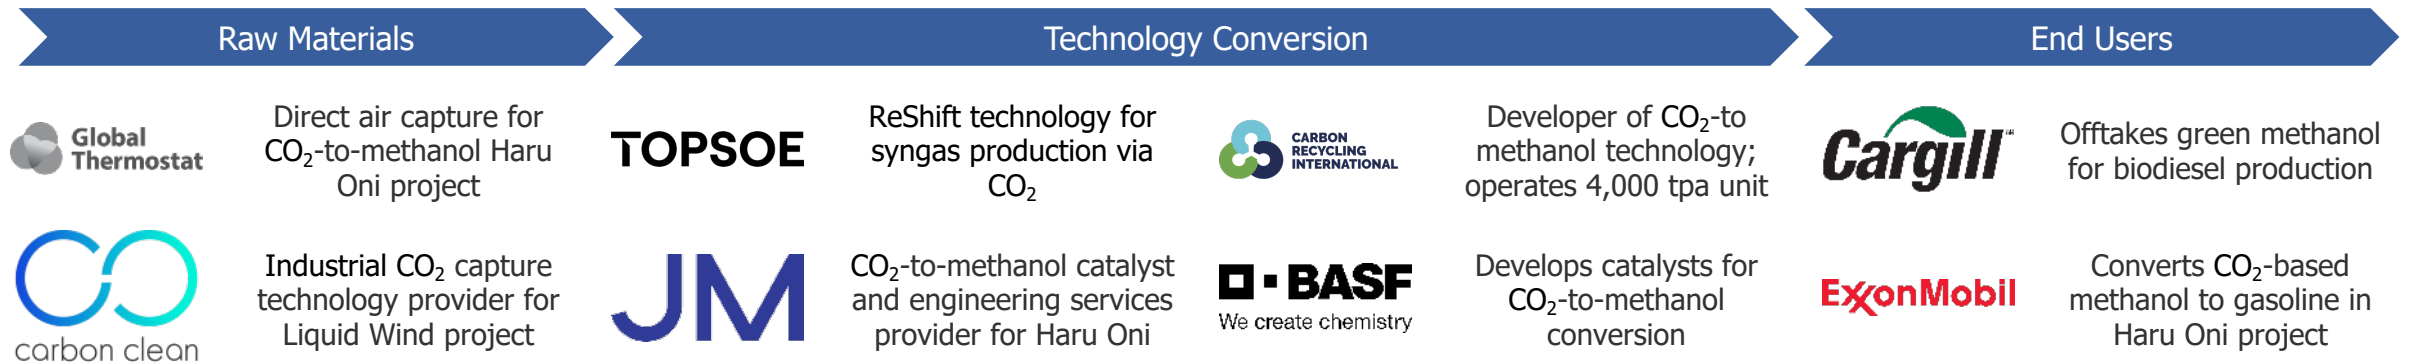 Raw Materials
Technology Conversion
End Users
Global
Thermostat
Direct air capture for
CO₂-to-methanol Haru
Oni project
TOPSOE
ReShift technology for
syngas production via
CO₂
CARBON
RECYCLING
INTERNATIONAL
Developer of CO₂-to
methanol technology;
operates 4,000 tpa unit
Cargill™
Offtakes green methanol
for biodiesel production
carbon clean
Industrial CO₂ capture
technology provider for
Liquid Wind project
JM
CO₂-to-methanol catalyst
and engineering services
provider for Haru Oni
BASF
We create chemistry
Develops catalysts for
CO₂-to-methanol
conversion
ExxonMobil
Converts CO₂-based
methanol to gasoline in
Haru Oni project